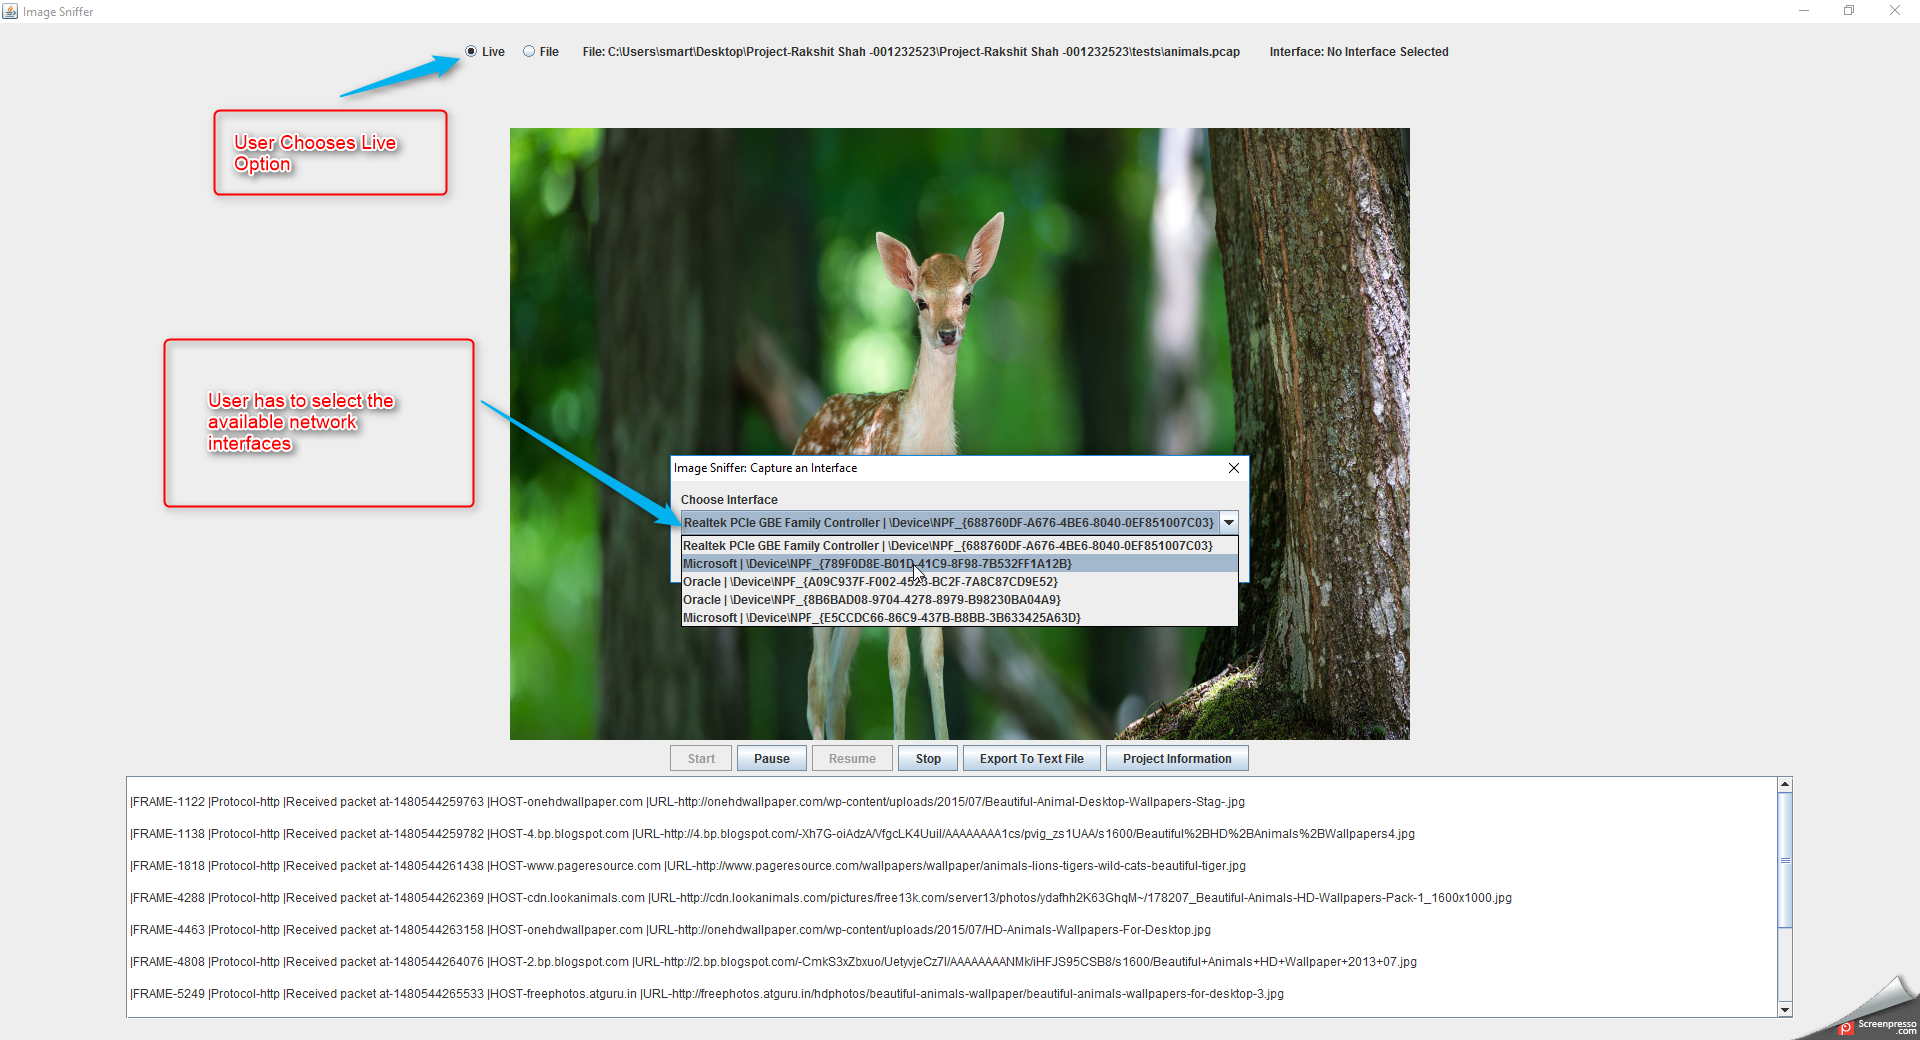 Image Sniffer
Live File File: C:\Users\smart\Desktop\Project-Rakshit Shah -001232523\Project-Rakshit Shah -001232523\tests\animals.pcap Interface: No Interface Selected
User Chooses Live
Option
User has to select the
available network
interfaces
Image Sniffer: Capture an Interface
Choose Interface
Realtek PCIe GBE Family Controller | \Device\NPF_{688760DF-A676-4BE6-8040-0EF851007C03}
Realtek PCIe GBE Family Controller | \Device\NPF_{688760DF-A676-4BE6-8040-0EF851007C03}
Microsoft | \Device\NPF_{789F0D8E-B01D-41C9-8F98-7B532FF1A12B}
Oracle | \Device\NPF_{A09C937F-F002-4523-BC2F-7A8C87CD9E52}
Oracle | \Device\NPF_{8B6BAD08-9704-4278-8979-B98230BA04A9}
Microsoft | \Device\NPF_{E5CCDC66-86C9-437B-B8BB-3B633425A63D}
Start Pause Resume Stop Export To Text File Project Information
|FRAME-1122 |Protocol-http |Received packet at-1480544259763 |HOST-onehdwallpaper.com |URL-http://onehdwallpaper.com/wp-content/uploads/2015/07/Beautiful-Animal-Desktop-Wallpapers-Stag-.jpg
|FRAME-1138 |Protocol-http |Received packet at-1480544259782 |HOST-4.bp.blogspot.com |URL-http://4.bp.blogspot.com/-Xh7G-oiAdzA/VfgcLK4UuiI/AAAAAAAA1cs/pvig_zs1UAA/s1600/Beautiful%2BHD%2BAnimals%2BWallpapers4.jpg
|FRAME-1818 |Protocol-http |Received packet at-1480544261438 |HOST-www.pageresource.com |URL-http://www.pageresource.com/wallpapers/wallpaper/animals-lions-tigers-wild-cats-beautiful-tiger.jpg
|FRAME-4288 |Protocol-http |Received packet at-1480544262369 |HOST-cdn.lookanimals.com |URL-http://cdn.lookanimals.com/pictures/free13k.com/server13/photos/ydafhh2K63GhqM~/178207_Beautiful-Animals-HD-Wallpapers-Pack-1_1600x1000.jpg
|FRAME-4463 |Protocol-http |Received packet at-1480544263158 |HOST-onehdwallpaper.com |URL-http://onehdwallpaper.com/wp-content/uploads/2015/07/HD-Animals-Wallpapers-For-Desktop.jpg
|FRAME-4808 |Protocol-http |Received packet at-1480544264076 |HOST-2.bp.blogspot.com |URL-http://2.bp.blogspot.com/-CmkS3xZbxuo/UetyvjeCz7I/AAAAAAAANMk/iHFJS95CSB8/s1600/Beautiful+Animals+HD+Wallpaper+2013+07.jpg
|FRAME-5249 |Protocol-http |Received packet at-1480544265533 |HOST-freephotos.atguru.in |URL-http://freephotos.atguru.in/hdphotos/beautiful-animals-wallpaper/beautiful-animals-wallpapers-for-desktop-3.jpg
Screenpresso
.com